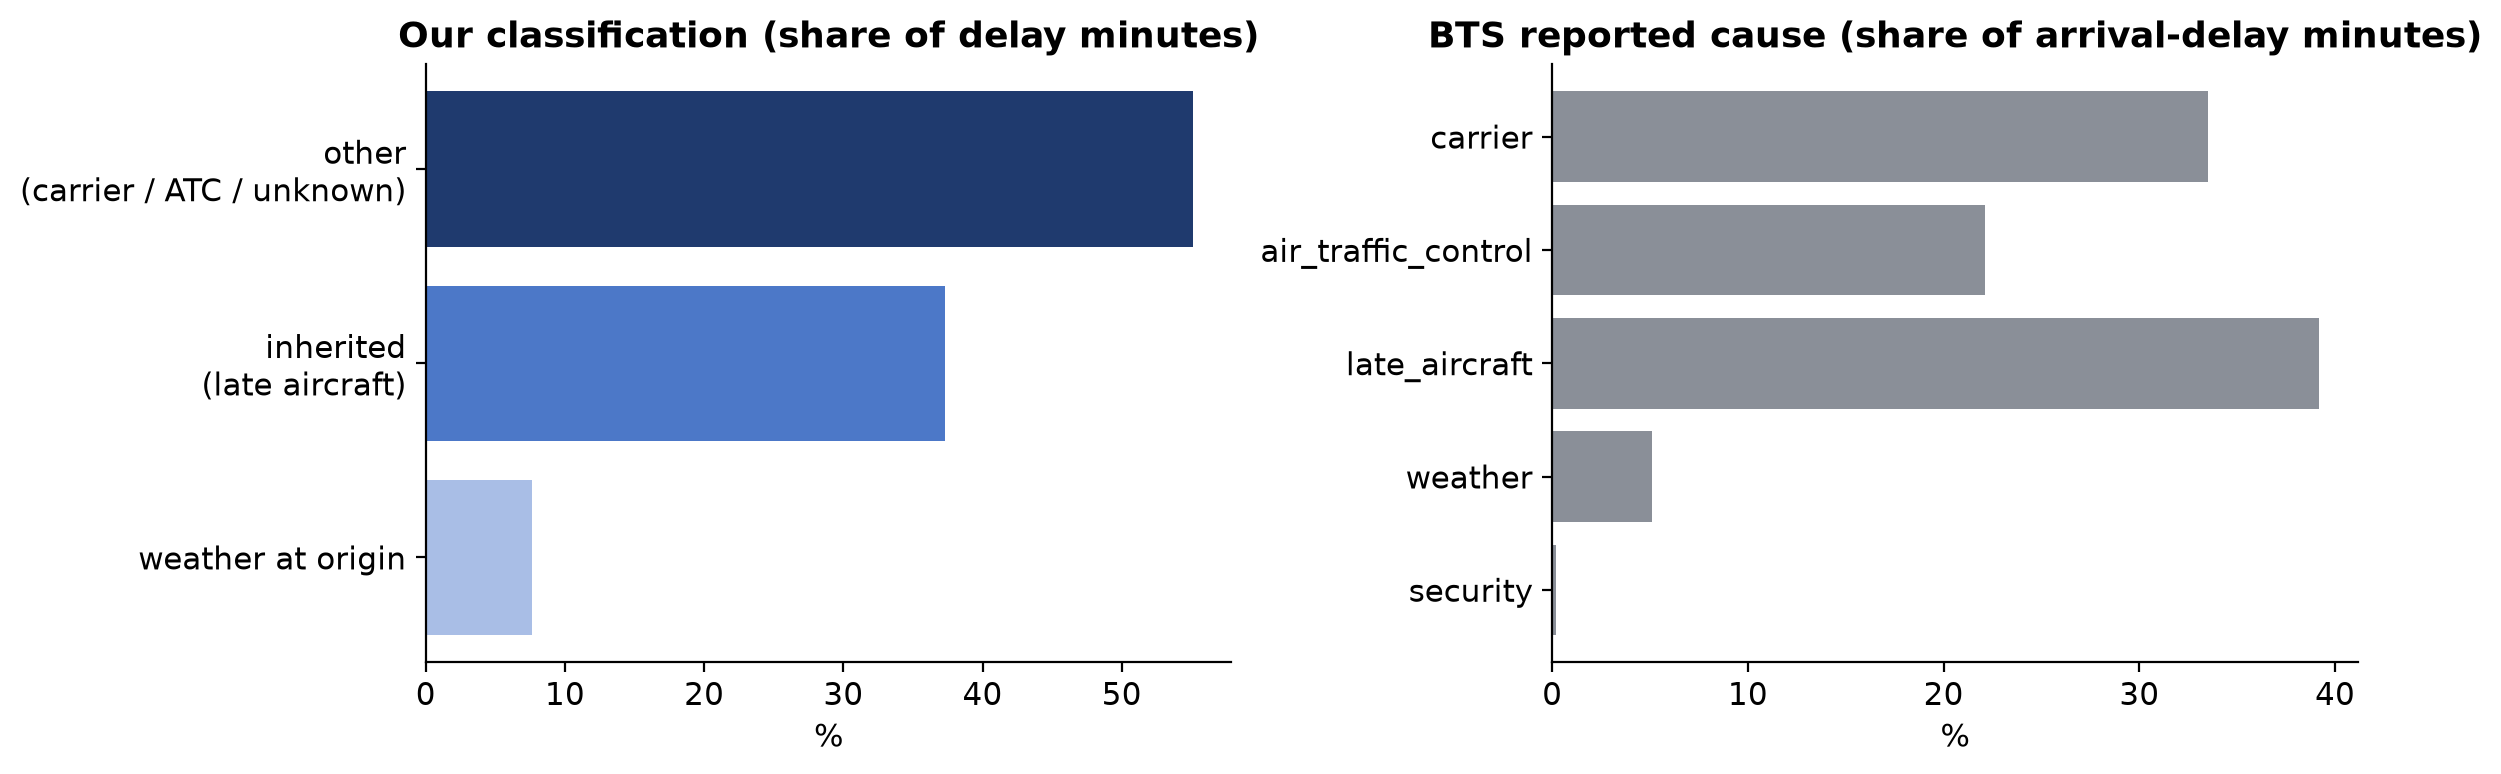 Our classification (share of delay minutes)
other
(carrier / ATC / unknown)
inherited
(late aircraft)
weather at origin
0 10 20 30 40 50
%
BTS reported cause (share of arrival-delay minutes)
carrier
air_traffic_control
late_aircraft
weather
security
0 10 20 30 40
%